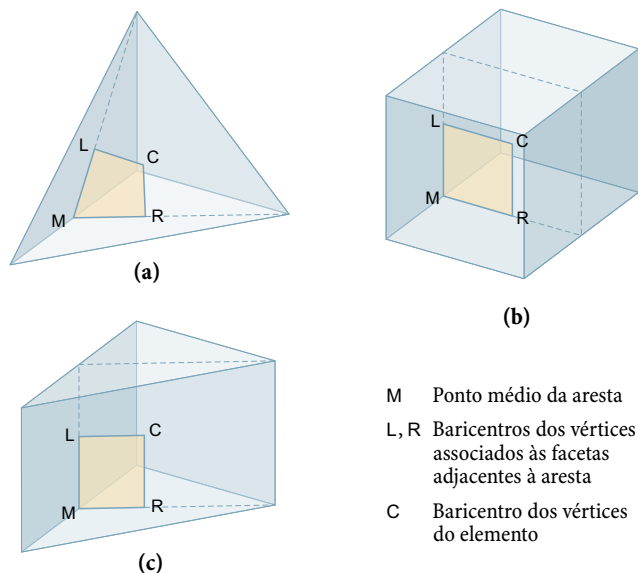 L
C
M
R
(a)
L
C
M
R
(b)
L
C
M
R
(c)
M Ponto médio da aresta
L, R Baricentros dos vértices
associados às facetas
adjacentes à aresta
C Baricentro dos vértices
do elemento